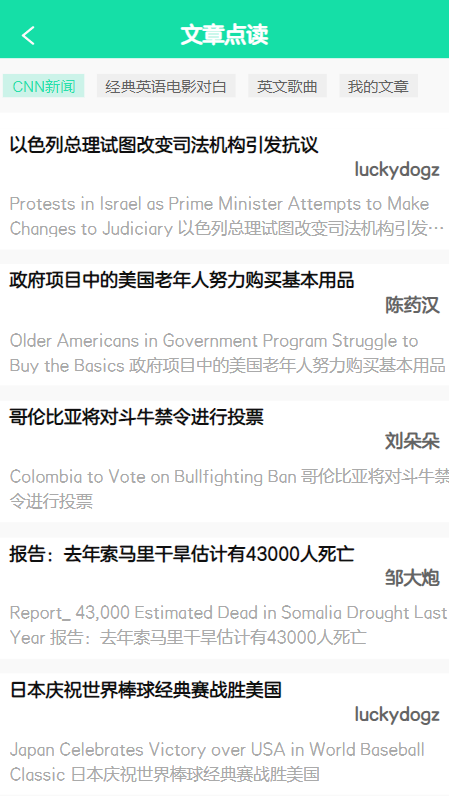 文章点读
CNN新闻 经典英语电影对白 英文歌曲 我的文章
以色列总理试图改变司法机构引发抗议
luckydogz
Protests in Israel as Prime Minister Attempts to Make
Changes to Judiciary 以色列总理试图改变司法机构引发…
政府项目中的美国老年人努力购买基本用品
陈药汉
Older Americans in Government Program Struggle to
Buy the Basics 政府项目中的美国老年人努力购买基本用品
哥伦比亚将对斗牛禁令进行投票
刘朵朵
Colombia to Vote on Bullfighting Ban 哥伦比亚将对斗牛禁
令进行投票
报告：去年索马里干旱估计有43000人死亡
邹大炮
Report_ 43,000 Estimated Dead in Somalia Drought Last
Year 报告：去年索马里干旱估计有43000人死亡
日本庆祝世界棒球经典赛战胜美国
luckydogz
Japan Celebrates Victory over USA in World Baseball
Classic 日本庆祝世界棒球经典赛战胜美国